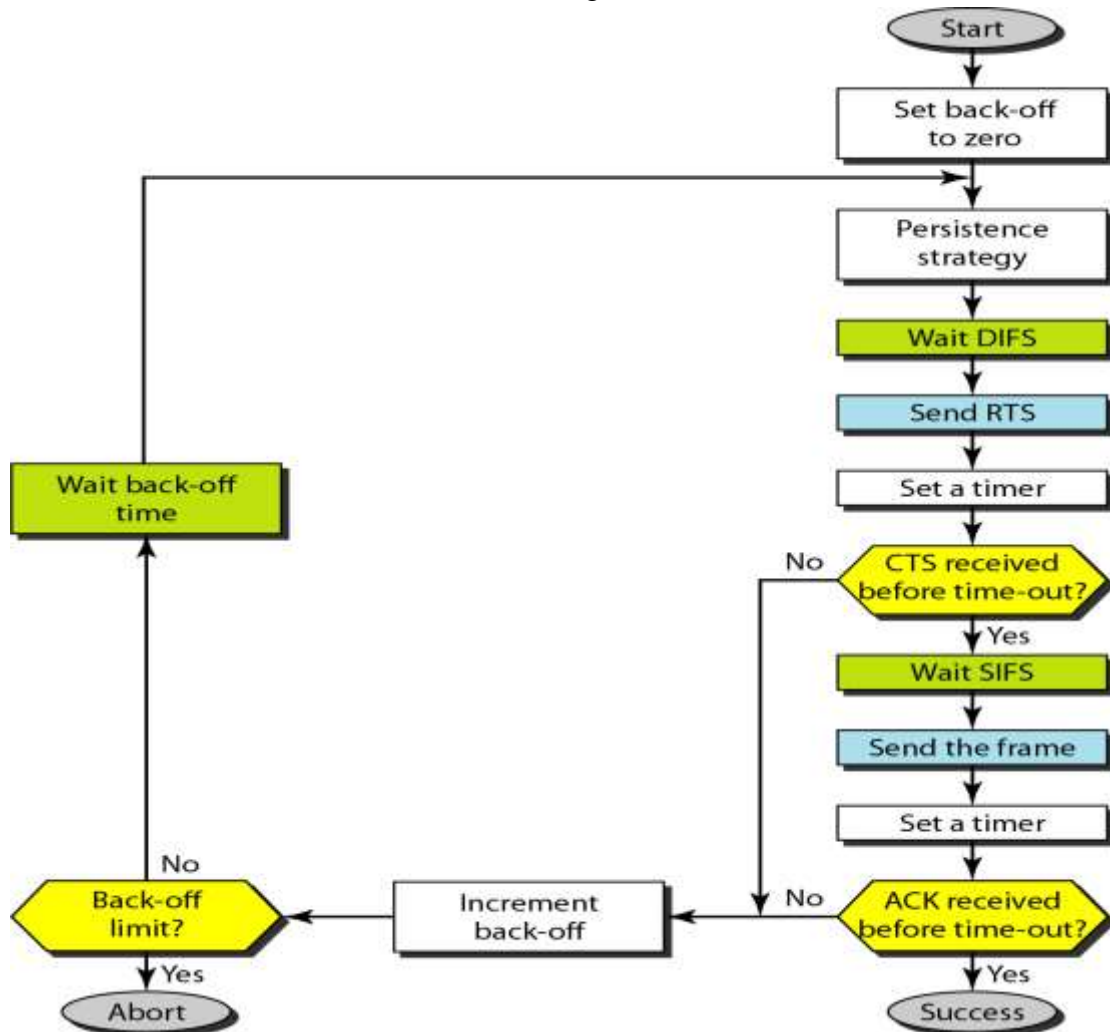 Start
Set back-off
to zero
Persistence
strategy
Wait DIFS
Send RTS
Set a timer
CTS received
before time-out?
No
Yes
Wait SIFS
Send the frame
Set a timer
ACK received
before time-out?
No
Yes
Success
Increment
back-off
Back-off
limit?
No
Yes
Abort
Wait back-off
time